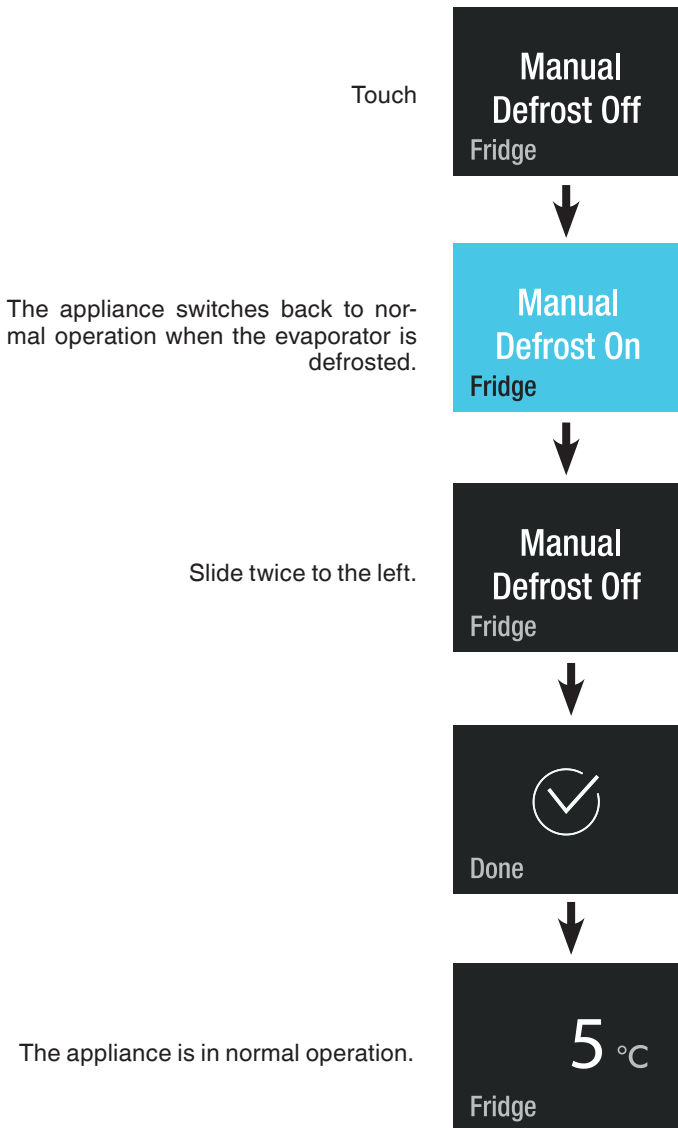 Touch
Manual
Defrost Off
Fridge
The appliance switches back to nor-
mal operation when the evaporator is
defrosted.
Manual
Defrost On
Fridge
Slide twice to the left.
Manual
Defrost Off
Fridge
Done
The appliance is in normal operation.
5 °C
Fridge